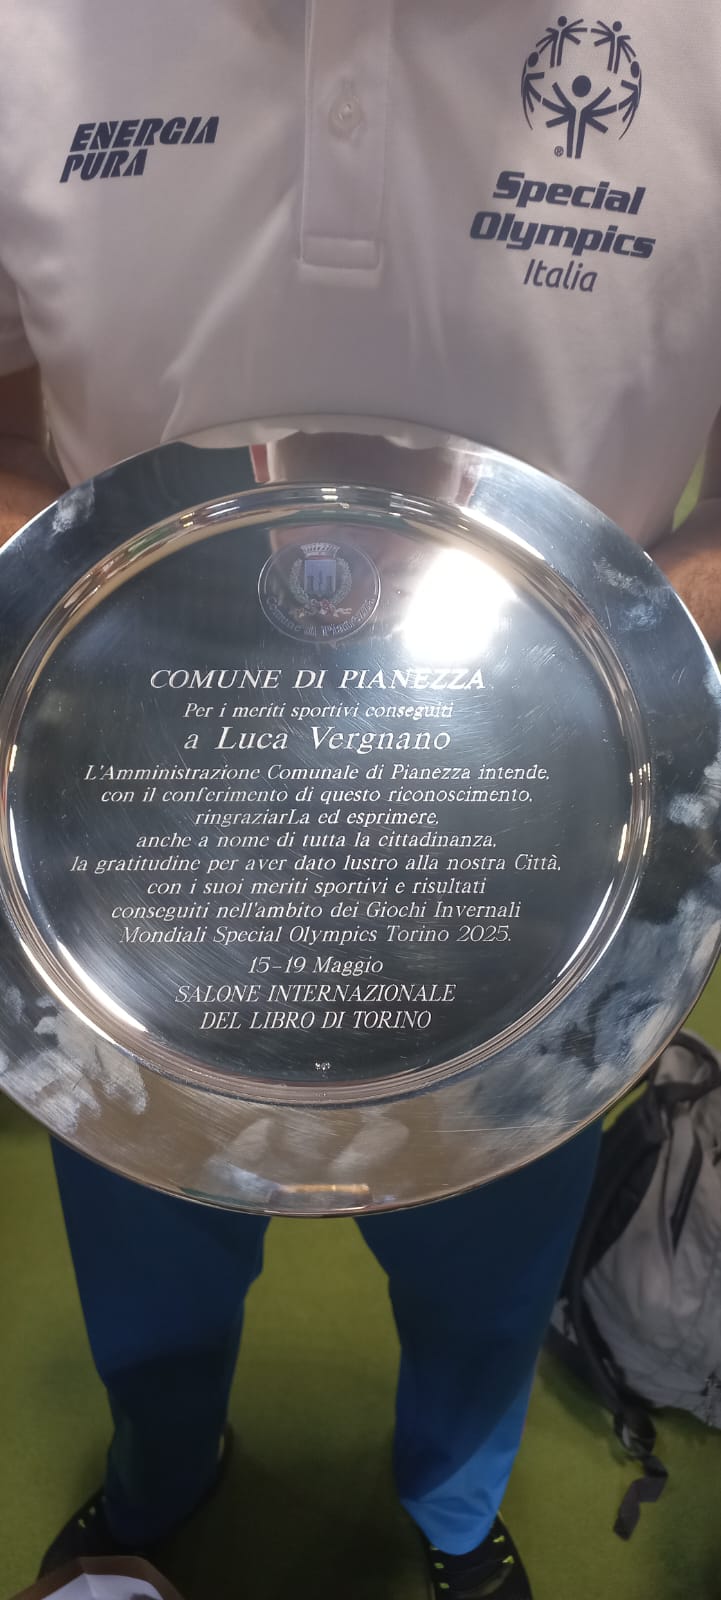 ENERGIA
PURA
®
Special
Olympics
Italia
Comune di Pianezza
COMUNE DI PIANEZZA
Per i meriti sportivi conseguiti
a Luca Vergnano
L'Amministrazione Comunale di Pianezza intende,
con il conferimento di questo riconoscimento,
ringraziarLa ed esprimere,
anche a nome di tutta la cittadinanza,
la gratitudine per aver dato lustro alla nostra Città,
con i suoi meriti sportivi e risultati
conseguiti nell'ambito dei Giochi Invernali
Mondiali Special Olympics Torino 2025.
15-19 Maggio
SALONE INTERNAZIONALE
DEL LIBRO DI TORINO